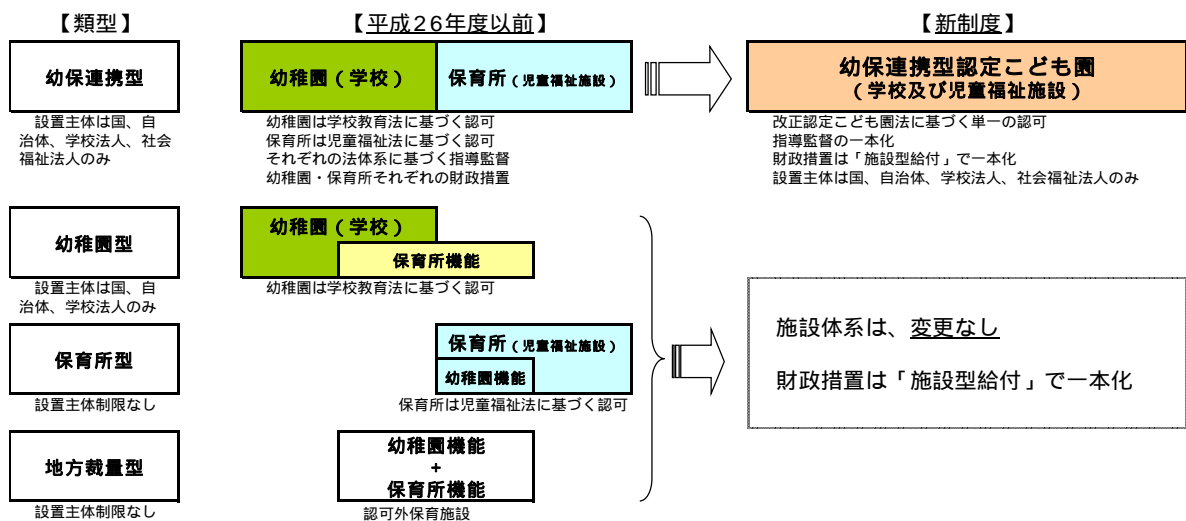 【類型】
【平成26年度以前】
【新制度】
幼保連携型
幼稚園(学校)
保育所(児童福祉施設)
幼保連携型認定こども園
(学校及び児童福祉施設)
設置主体は国、自
治体、学校法人、社会
福祉法人のみ
幼稚園は学校教育法に基づく認可
保育所は児童福祉法に基づく認可
それぞれの法体系に基づく指導監督
幼稚園・保育所それぞれの財政措置
改正認定こども園法に基づく単一の認可
指導監督の一本化
財政措置は「施設型給付」で一本化
設置主体は国、自治体、学校法人、社会福祉法人のみ
幼稚園型
幼稚園(学校)
保育所機能
設置主体は国、自
治体、学校法人のみ
幼稚園は学校教育法に基づく認可
保育所型
保育所(児童福祉施設)
幼稚園機能
設置主体制限なし
保育所は児童福祉法に基づく認可
地方裁量型
幼稚園機能
+
保育所機能
設置主体制限なし
認可外保育施設
施設体系は、変更なし
財政措置は「施設型給付」で一本化